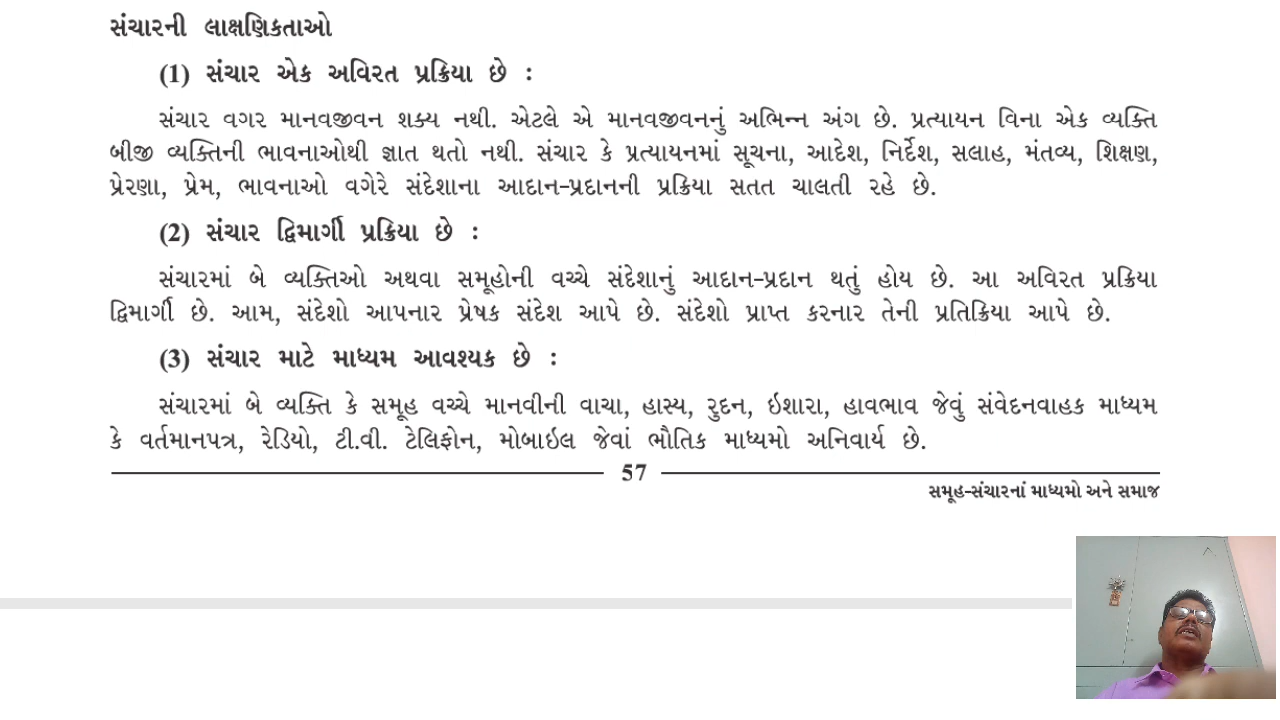 સંચારની લાક્ષણિકતાઓ
(1) સંચાર એક અવિરત પ્રક્રિયા છે :
સંચાર વગર માનવજીવન શક્ય નથી. એટલે એ માનવજીવનનું અભિન્ન અંગ છે. પ્રત્યાયન વિના એક વ્યક્તિ
બીજી વ્યક્તિની ભાવનાઓથી જ્ઞાત થતો નથી. સંચાર કે પ્રત્યાયનમાં સૂચના, આદેશ, નિર્દેશ, સલાહ, મંતવ્ય, શિક્ષણ,
પ્રેરણા, પ્રેમ, ભાવનાઓ વગેરે સંદેશાના આદાન-પ્રદાનની પ્રક્રિયા સતત ચાલતી રહે છે.
(2) સંચાર દ્વિમાર્ગી પ્રક્રિયા છે :
સંચારમાં બે વ્યક્તિઓ અથવા સમૂહોની વચ્ચે સંદેશાનું આદાન-પ્રદાન થતું હોય છે. આ અવિરત પ્રક્રિયા
દ્વિમાર્ગી છે. આમ, સંદેશો આપનાર પ્રેષક સંદેશ આપે છે. સંદેશો પ્રાપ્ત કરનાર તેની પ્રતિક્રિયા આપે છે.
(3) સંચાર માટે માધ્યમ આવશ્યક છે :
સંચારમાં બે વ્યક્તિ કે સમૂહ વચ્ચે માનવીની વાચા, હાસ્ય, રુદન, ઇશારા, હાવભાવ જેવું સંવેદનવાહક માધ્યમ
કે વર્તમાનપત્ર, રેડિયો, ટી.વી. ટેલિફોન, મોબાઇલ જેવાં ભૌતિક માધ્યમો અનિવાર્ય છે.
57
સમૂહ-સંચારનાં માધ્યમો અને સમાજ